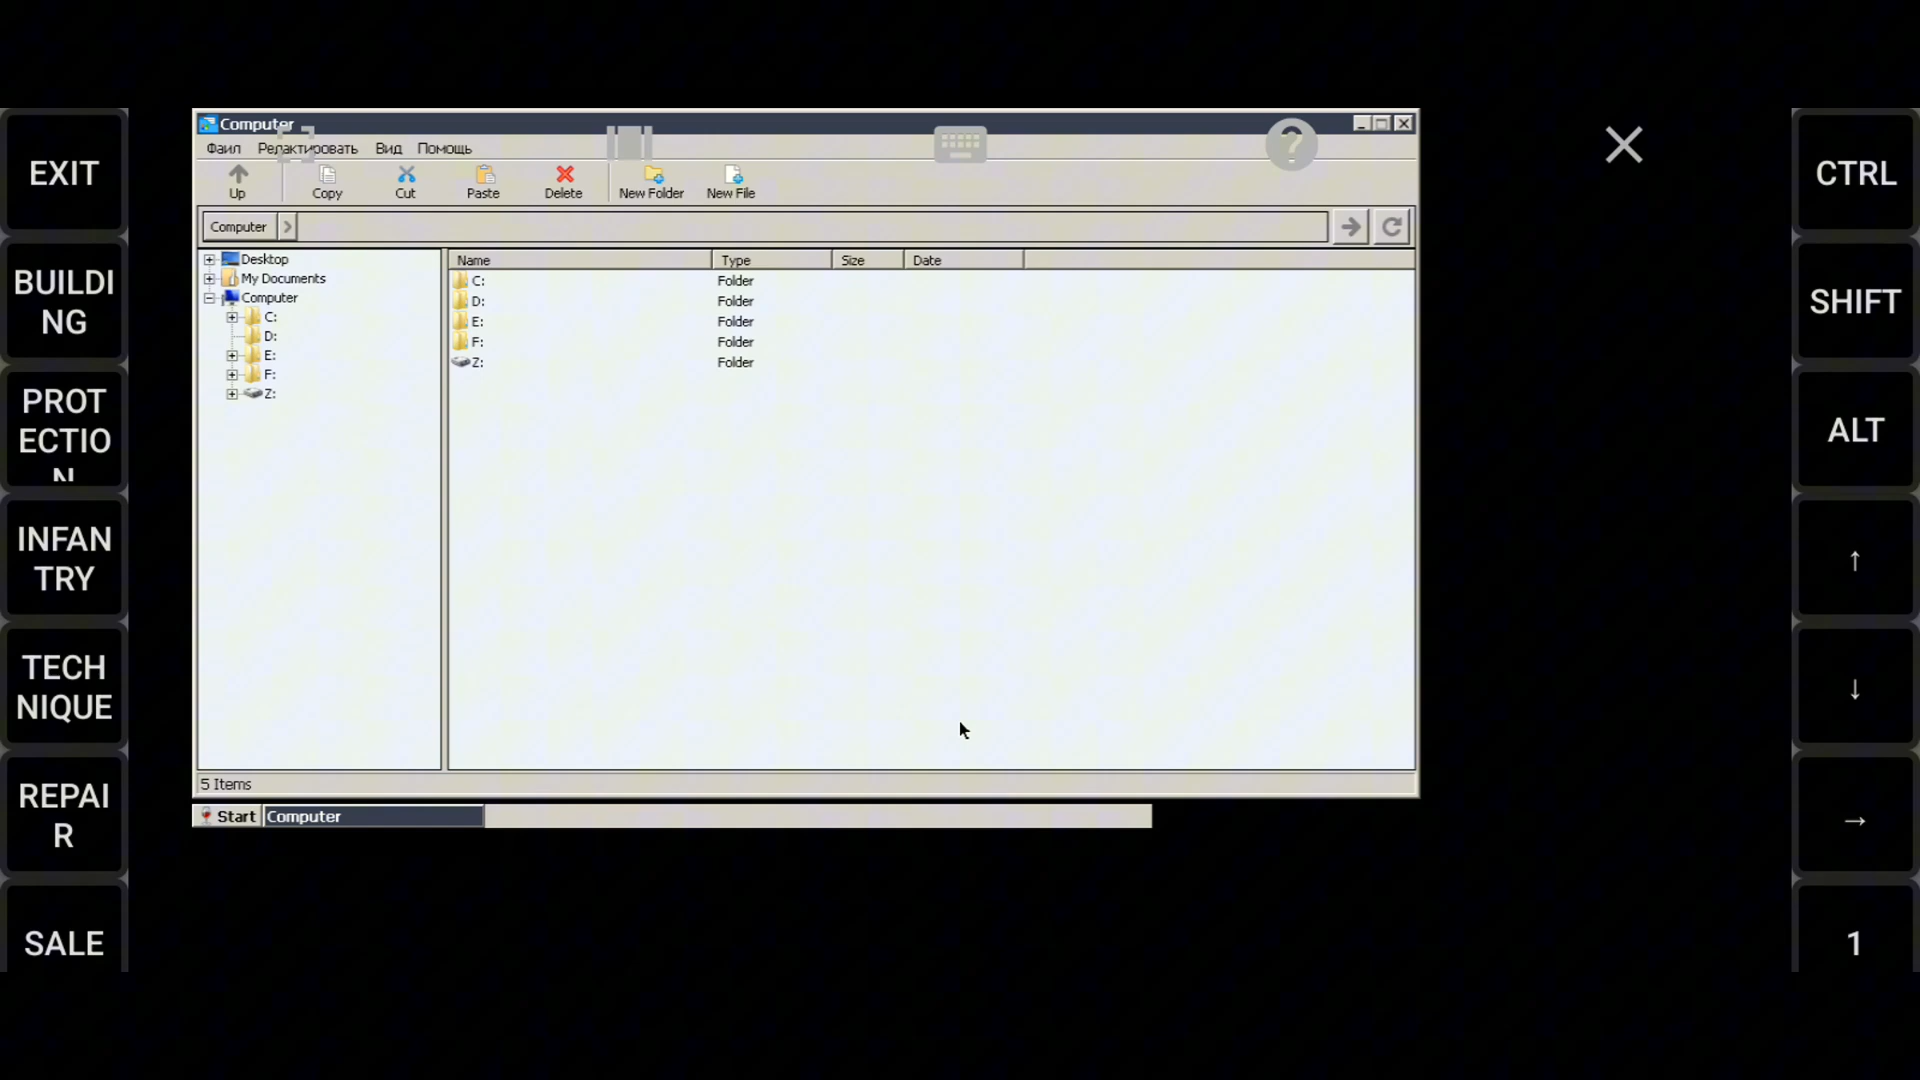 EXIT
BUILDI
NG
PROT
ECTIO
N
INFAN
TRY
TECH
NIQUE
REPAI
R
SALE
Computer
Файл Редактировать Вид Помощь
Up Copy Cut Paste Delete New Folder New File
Computer
Desktop
My Documents
Computer
C:
D:
E:
F:
Z:
Name Type Size Date
C: Folder
D: Folder
E: Folder
F: Folder
Z: Folder
5 Items
Start Computer
CTRL
SHIFT
ALT
↑
↓
→
1